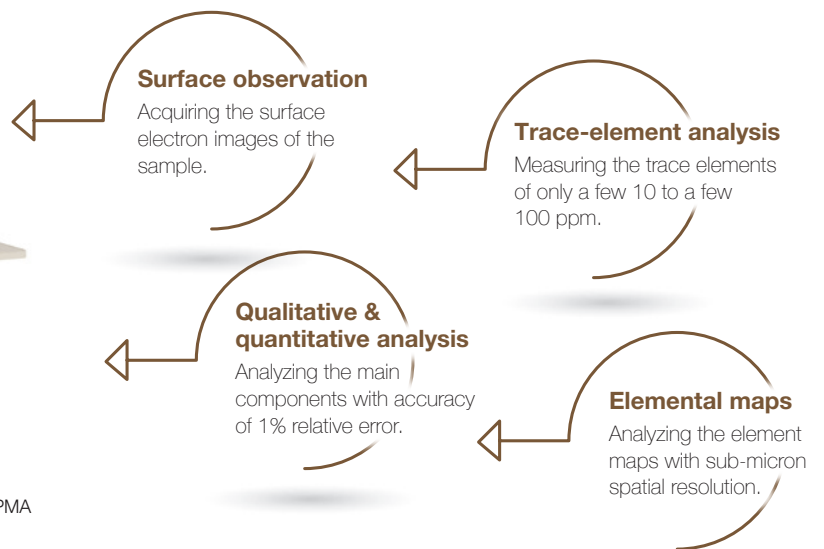 Surface observation
Acquiring the surface
electron images of the
sample.
Trace-element analysis
Measuring the trace elements
of only a few 10 to a few
100 ppm.
Qualitative &
quantitative analysis
Analyzing the main
components with accuracy
of 1% relative error.
Elemental maps
Analyzing the element
maps with sub-micron
spatial resolution.